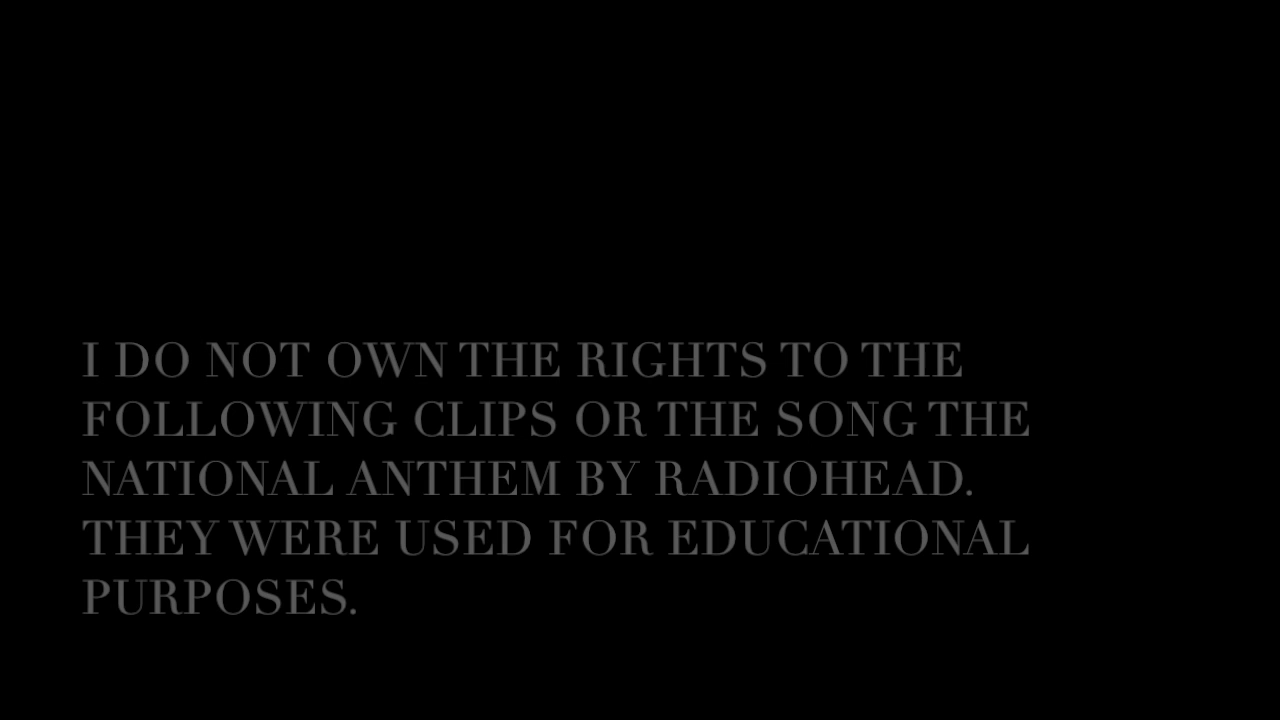 I DO NOT OWN THE RIGHTS TO THE
FOLLOWING CLIPS OR THE SONG THE
NATIONAL ANTHEM BY RADIOHEAD.
THEY WERE USED FOR EDUCATIONAL
PURPOSES.